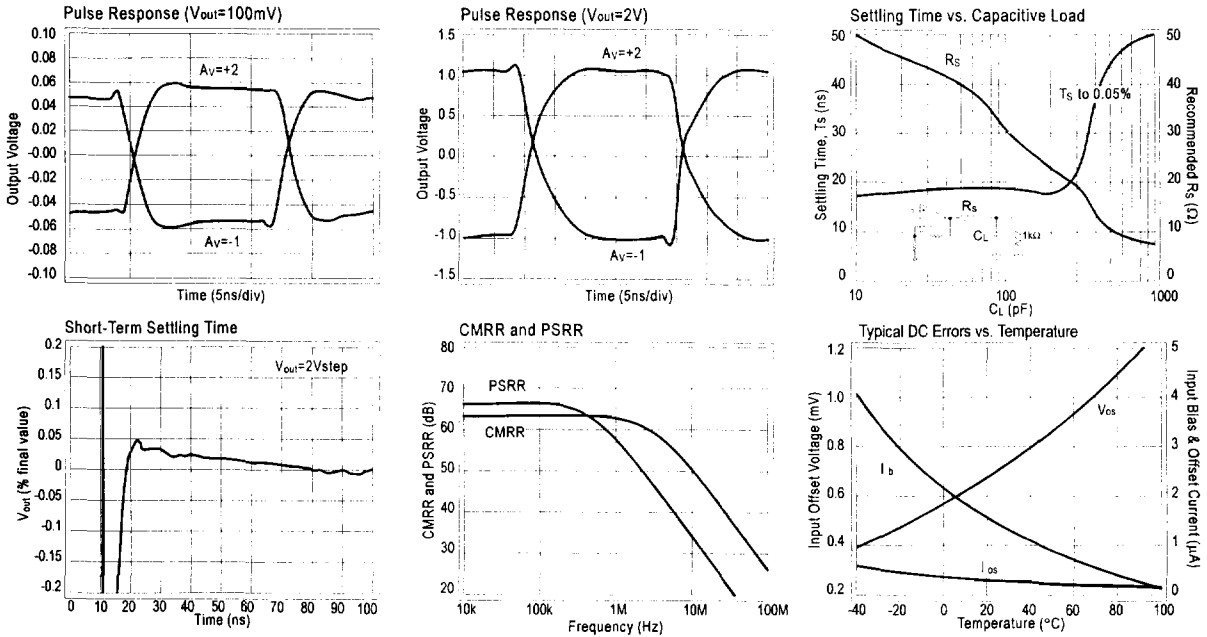 Pulse Response (Vout=100mV)
0.10
0.08
0.06
0.04
0.02
-0.00
-0.02
-0.04
-0.06
-0.08
0.10
Output Voltage
Av=+2
Av=-1
Time (5ns/div)
Pulse Response (Vout=2V)
1.5
1.0
0.5
0.0
-0.5
-1.0
-1.5
Output Voltage
Av=+2
Av=-1
Time (5ns/div)
Settling Time vs. Capacitive Load
50
40
30
20
10
0
Settling Time, Ts (ns)
Rs
Ts to 0.05%
Rs
CL
1kΩ
50
40
30
20
10
0
Recommended Rs (Ω)
10
100
1000
CL (pF)
Short-Term Settling Time
0.2
0.15
0.1
0.05
0
-0.05
-0.1
-0.15
-0.2
Vout (% final value)
Vout=2Vstep
0 10 20 30 40 50 60 70 80 90 100
Time (ns)
CMRR and PSRR
80
70
60
50
40
30
20
CMRR and PSRR (dB)
PSRR
CMRR
10k 100k 1M 10M 100M
Frequency (Hz)
Typical DC Errors vs. Temperature
1.2
1.0
0.8
0.6
0.4
0.2
Input Offset Voltage (mV)
Vos
Ib
Ios
5
4
3
2
1
0
Input Bias & Offset Current (µA)
-40 -20 0 20 40 60 80 100
Temperature (°C)